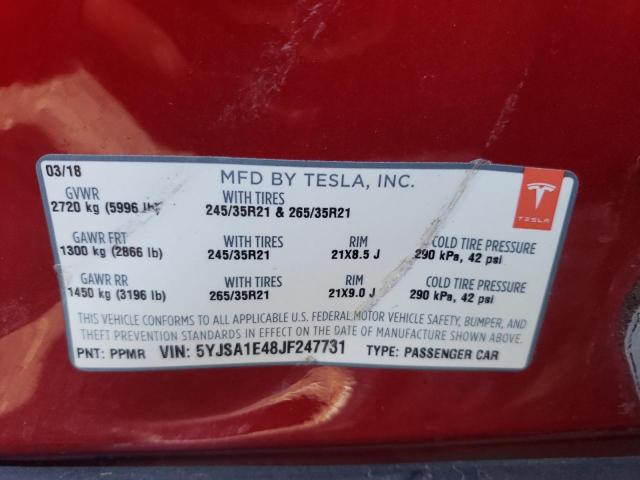 03/18
MFD BY TESLA, INC.
TESLA
GVWR
2720 kg (5996 lb)
WITH TIRES
245/35R21 & 265/35R21
GAWR FRT
1300 kg (2866 lb)
WITH TIRES
245/35R21
RIM
21X8.5 J
COLD TIRE PRESSURE
290 kPa, 42 psi
GAWR RR
1450 kg (3196 lb)
WITH TIRES
265/35R21
RIM
21X9.0 J
COLD TIRE PRESSURE
290 kPa, 42 psi
THIS VEHICLE CONFORMS TO ALL APPLICABLE U.S. FEDERAL MOTOR VEHICLE SAFETY, BUMPER, AND
THEFT PREVENTION STANDARDS IN EFFECT ON THE DATE OF MANUFACTURE SHOWN ABOVE.
PNT: PPMR VIN: 5YJSA1E48JF247731 TYPE: PASSENGER CAR